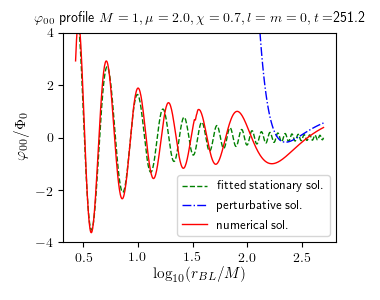 φ₀₀ profile M = 1, μ = 2.0, χ = 0.7, l = m = 0, t =251.2
φ₀₀/Φ₀
4
2
0
−2
−4
fitted stationary sol.
perturbative sol.
numerical sol.
0.5 1.0 1.5 2.0 2.5
log₁₀(r_BL/M)